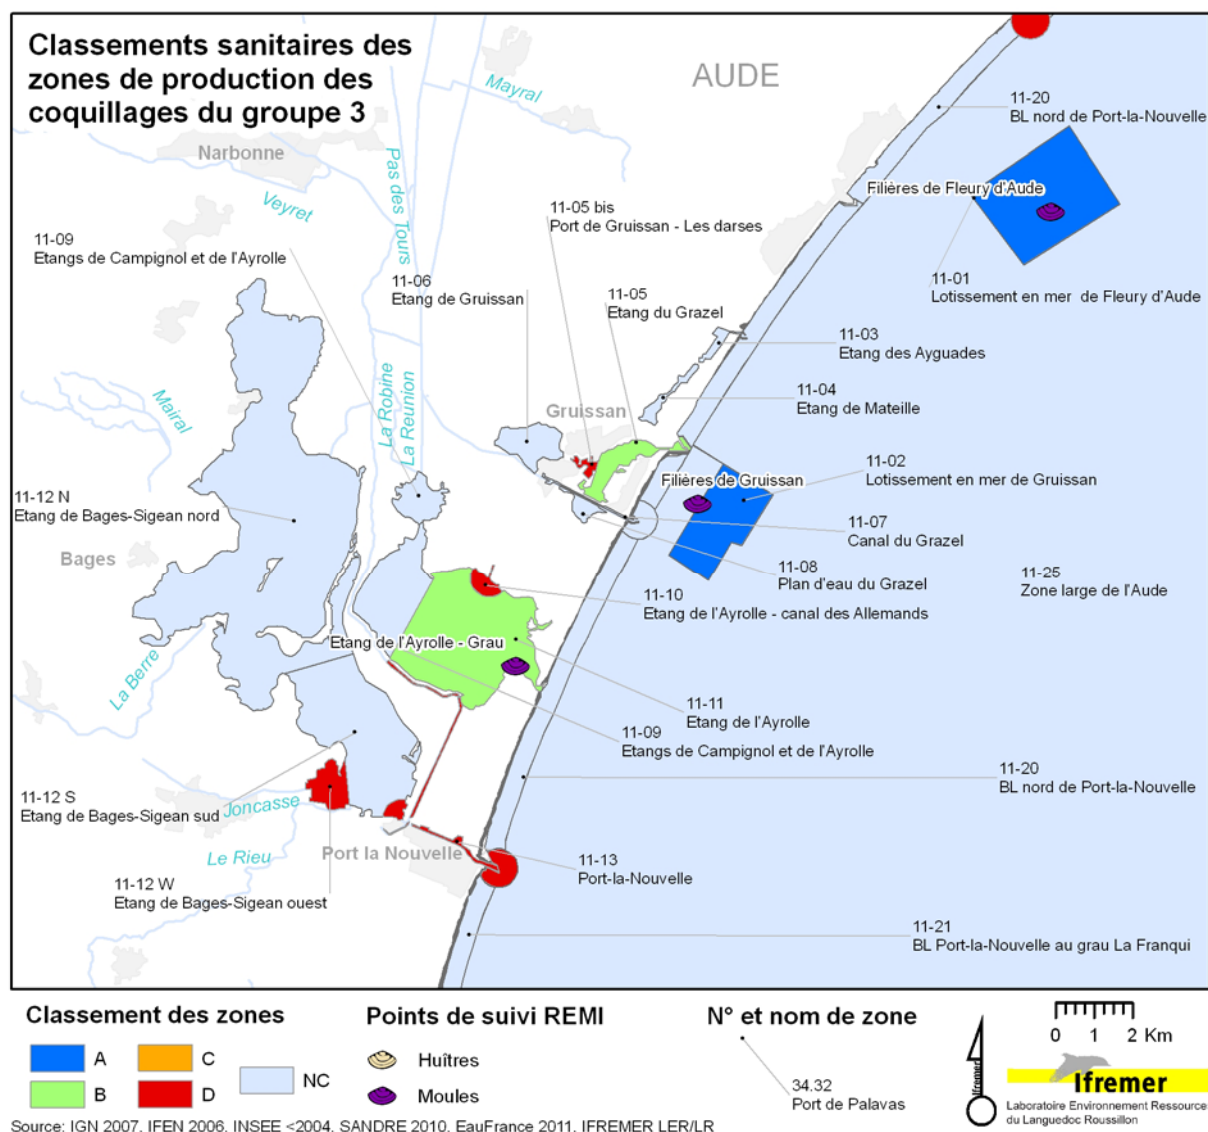 Classements sanitaires des
zones de production des
coquillages du groupe 3
AUDE
Mayral
Narbonne
Pas des Tours
Veyret
11-20
BL nord de Port-la-Nouvelle
Filières de Fleury d'Aude
11-05 bis
Port de Gruissan - Les darses
11-09
Etangs de Campignol et de l'Ayrolle
11-06
Etang de Gruissan
11-05
Etang du Grazel
11-01
Lotissement en mer de Fleury d'Aude
11-03
Etang des Ayguades
11-04
Etang de Mateille
Mairal
La Robine
La Reunion
Gruissan
11-02
Lotissement en mer de Gruissan
Filières de Gruissan
11-12 N
Etang de Bages-Sigean nord
Bages
11-07
Canal du Grazel
11-08
Plan d'eau du Grazel
11-25
Zone large de l'Aude
11-10
Etang de l'Ayrolle - canal des Allemands
Etang de l'Ayrolle - Grau
La Berre
11-11
Etang de l'Ayrolle
11-09
Etangs de Campignol et de l'Ayrolle
11-20
BL nord de Port-la-Nouvelle
11-12 S
Etang de Bages-Sigean sud
Joncasse
Le Rieu
Port la Nouvelle
11-13
Port-la-Nouvelle
11-12 W
Etang de Bages-Sigean ouest
11-21
BL Port-la-Nouvelle au grau La Franqui
Classement des zones
A
C
NC
B
D
Points de suivi REMI
Huîtres
Moules
N° et nom de zone
34.32
Port de Palavas
Ifremer
0 1 2 Km
Ifremer
Laboratoire Environnement Ressources
du Languedoc Roussillon
Source: IGN 2007, IFEN 2006, INSEE <2004, SANDRE 2010, EauFrance 2011, IFREMER LER/LR